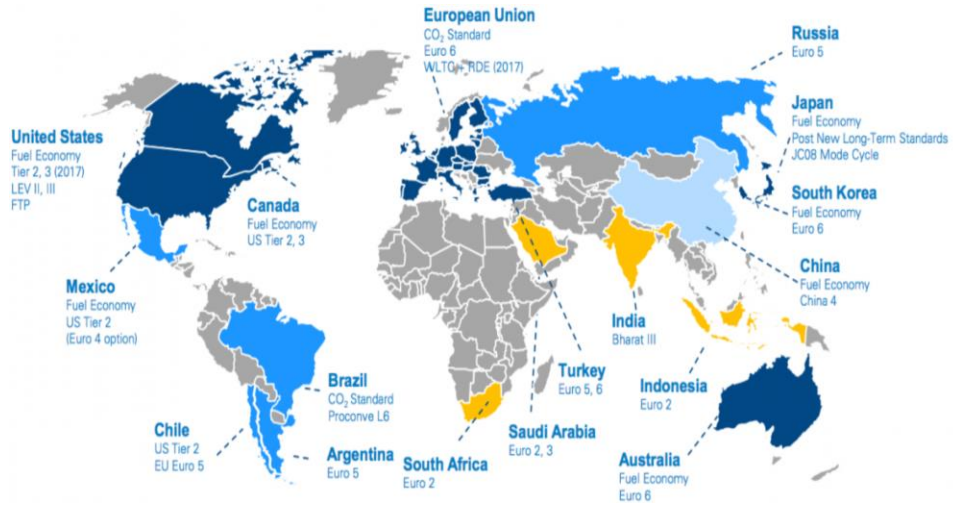 European Union
CO₂ Standard
Euro 6
WLTC + RDE (2017)
Russia
Euro 5
Japan
Fuel Economy
Post New Long-Term Standards
JC08 Mode Cycle
United States
Fuel Economy
Tier 2, 3 (2017)
LEV II, III
FTP
Canada
Fuel Economy
US Tier 2, 3
South Korea
Fuel Economy
Euro 6
China
Fuel Economy
China 4
Mexico
Fuel Economy
US Tier 2
(Euro 4 option)
India
Bharat III
Turkey
Euro 5, 6
Indonesia
Euro 2
Brazil
CO₂ Standard
Proconve L6
Chile
US Tier 2
EU Euro 5
Argentina
Euro 5
South Africa
Euro 2
Saudi Arabia
Euro 2, 3
Australia
Fuel Economy
Euro 6